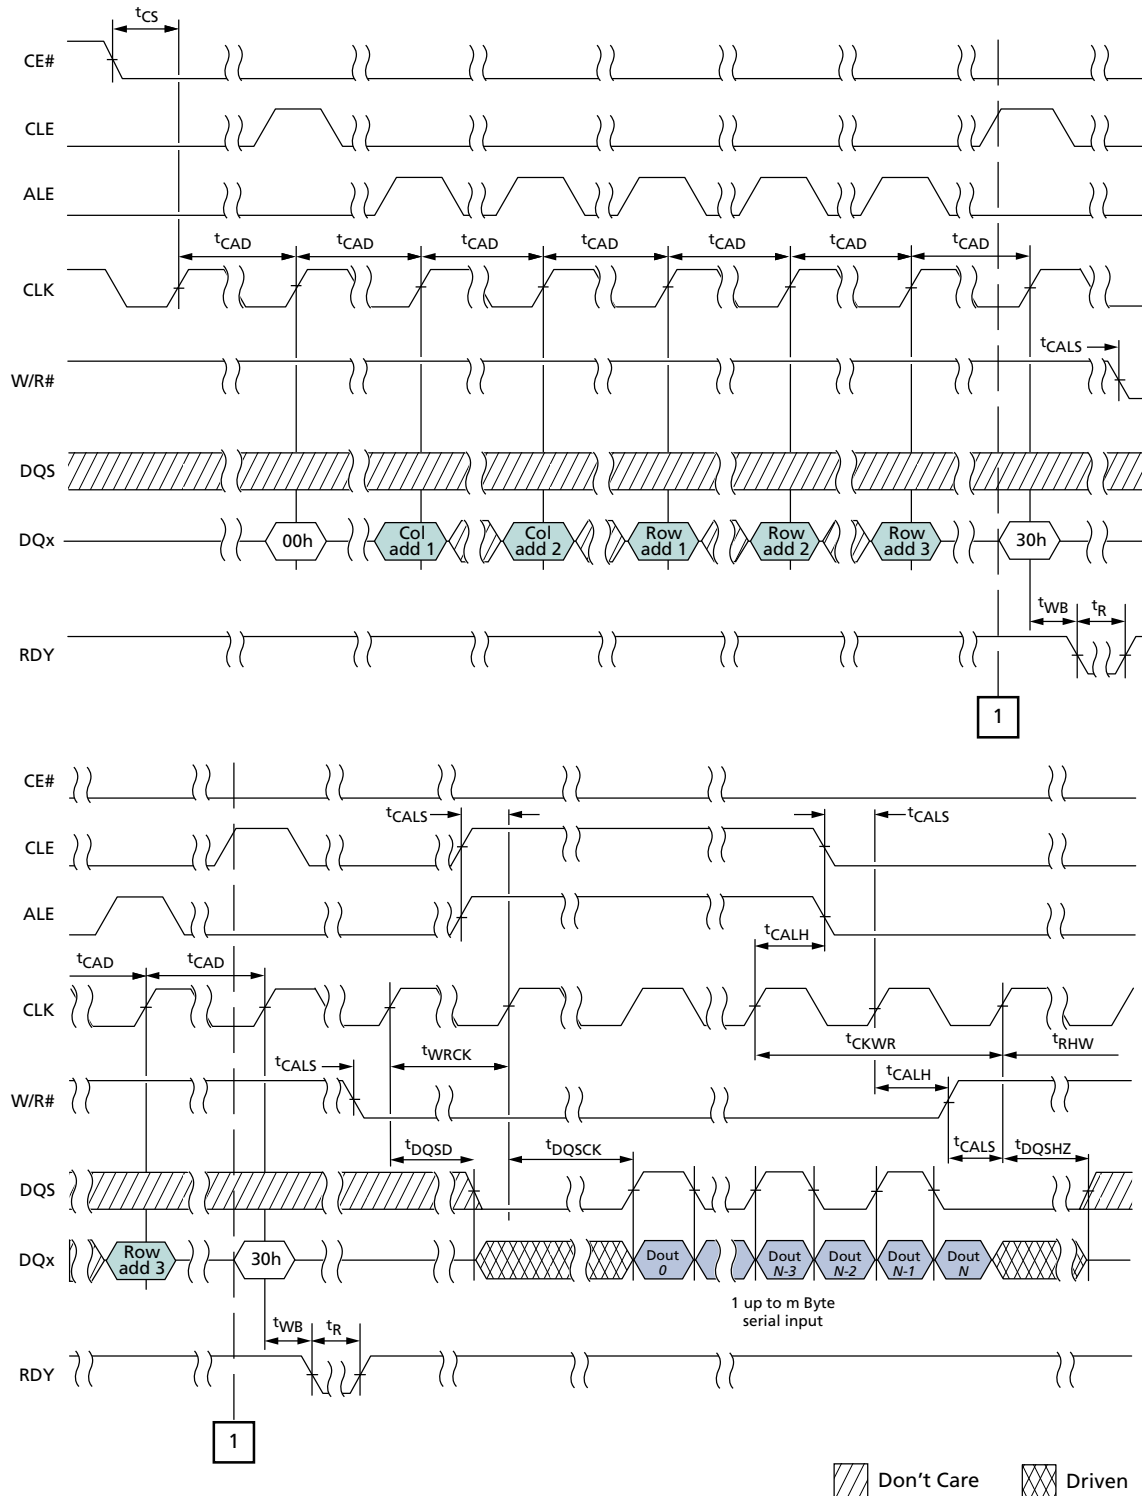 tCS
CE#
CLE
ALE
tCAD tCAD tCAD tCAD tCAD tCAD tCAD
CLK
tCALS
W/R#
DQS
DQx
00h
Col add 1
Col add 2
Row add 1
Row add 2
Row add 3
30h
tWB tR
RDY
1
CE#
tCALS tCALS
CLE
ALE
tCALH
tCAD tCAD
CLK
tCKWR tRHW
tCALS tWRCK
tCALH
W/R#
tDQSD tDQSCK tCALS tDQSHZ
DQS
DQx
Row add 3
30h
Dout 0
Dout N-3
Dout N-2
Dout N-1
Dout N
1 up to m Byte
serial input
tWB tR
RDY
1
Don't Care Driven